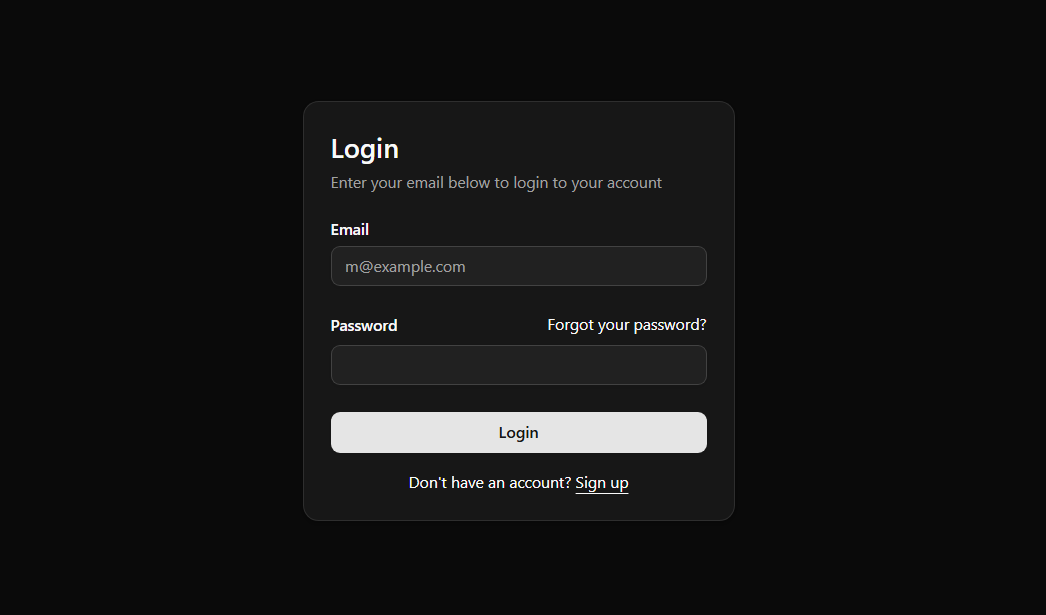 Login
Enter your email below to login to your account
Email
m@example.com
Password Forgot your password?
Login
Don't have an account? Sign up